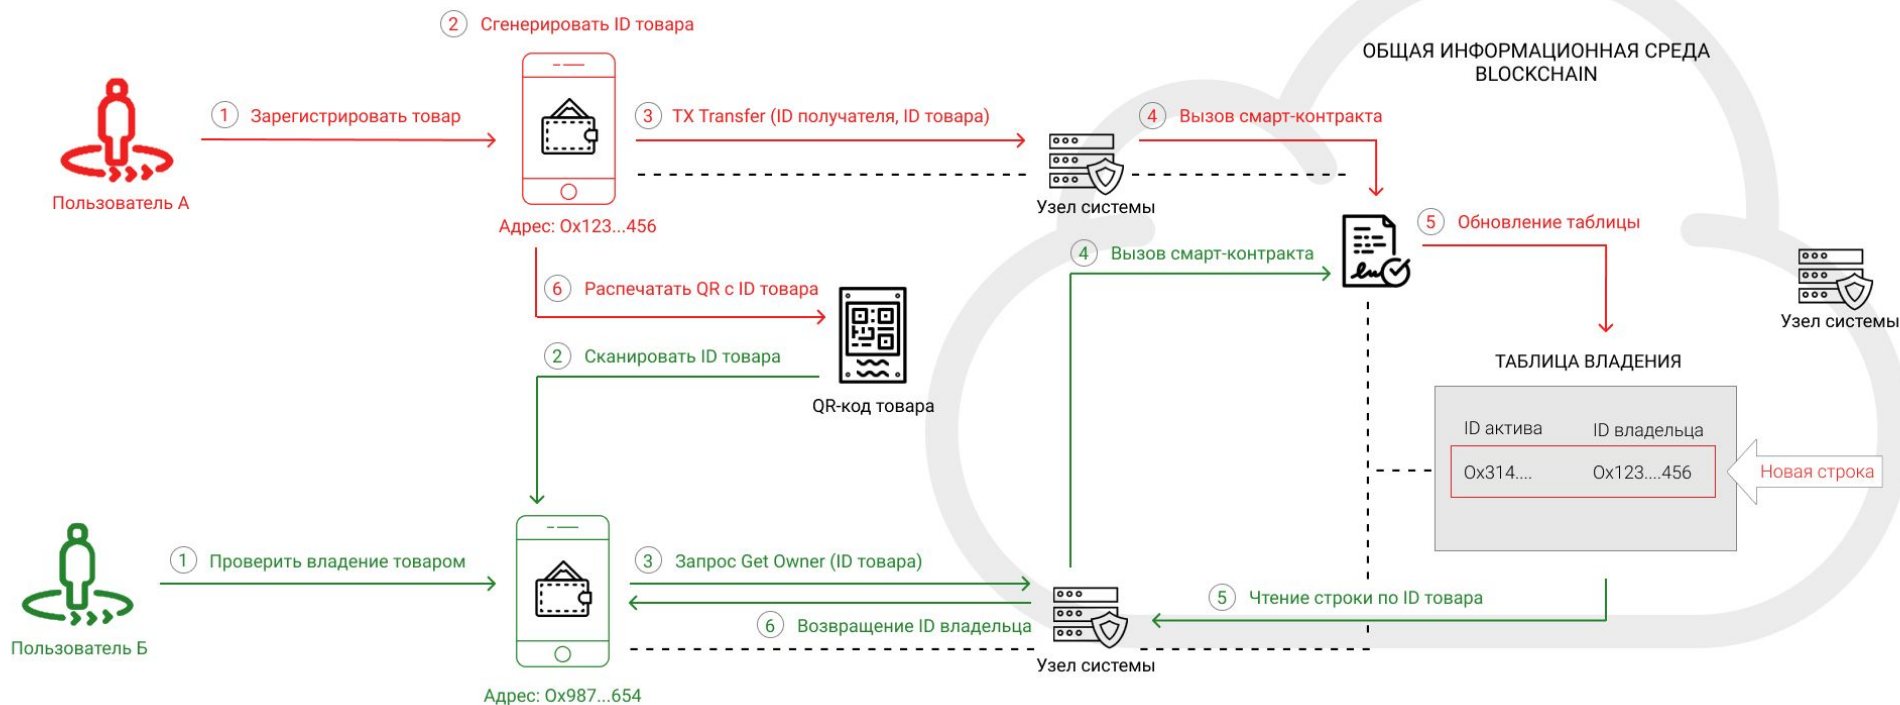 2 Сгенерировать ID товара
ОБЩАЯ ИНФОРМАЦИОННАЯ СРЕДА
BLOCKCHAIN
1 Зарегистрировать товар
3 TX Transfer (ID получателя, ID товара)
4 Вызов смарт-контракта
Пользователь А
Узел системы
Адрес: 0x123...456
5 Обновление таблицы
4 Вызов смарт-контракта
6 Распечатать QR с ID товара
Узел системы
2 Сканировать ID товара
ТАБЛИЦА ВЛАДЕНИЯ
QR-код товара
ID актива ID владельца
0x314.... 0x123....456
Новая строка
1 Проверить владение товаром
3 Запрос Get Owner (ID товара)
5 Чтение строки по ID товара
6 Возвращение ID владельца
Пользователь Б
Узел системы
Адрес: 0x987...654